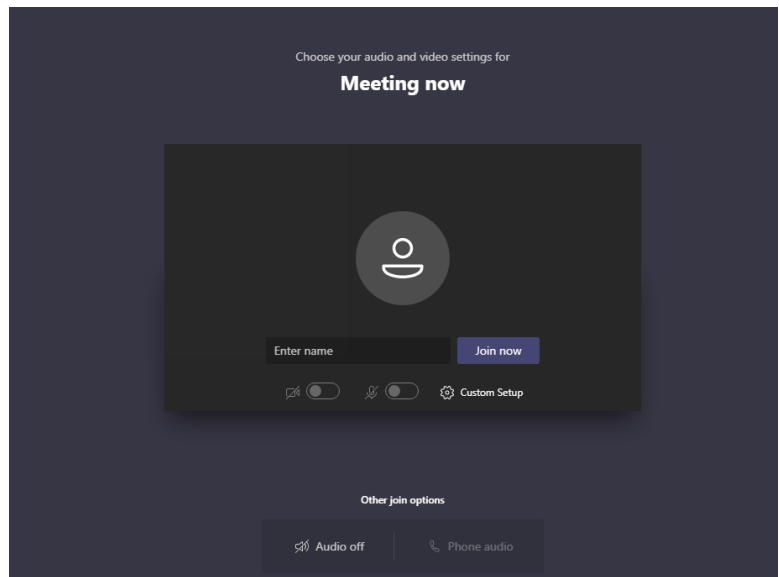 Choose your audio and video settings for
Meeting now
Enter name
Join now
Custom Setup
Other join options
Audio off
Phone audio